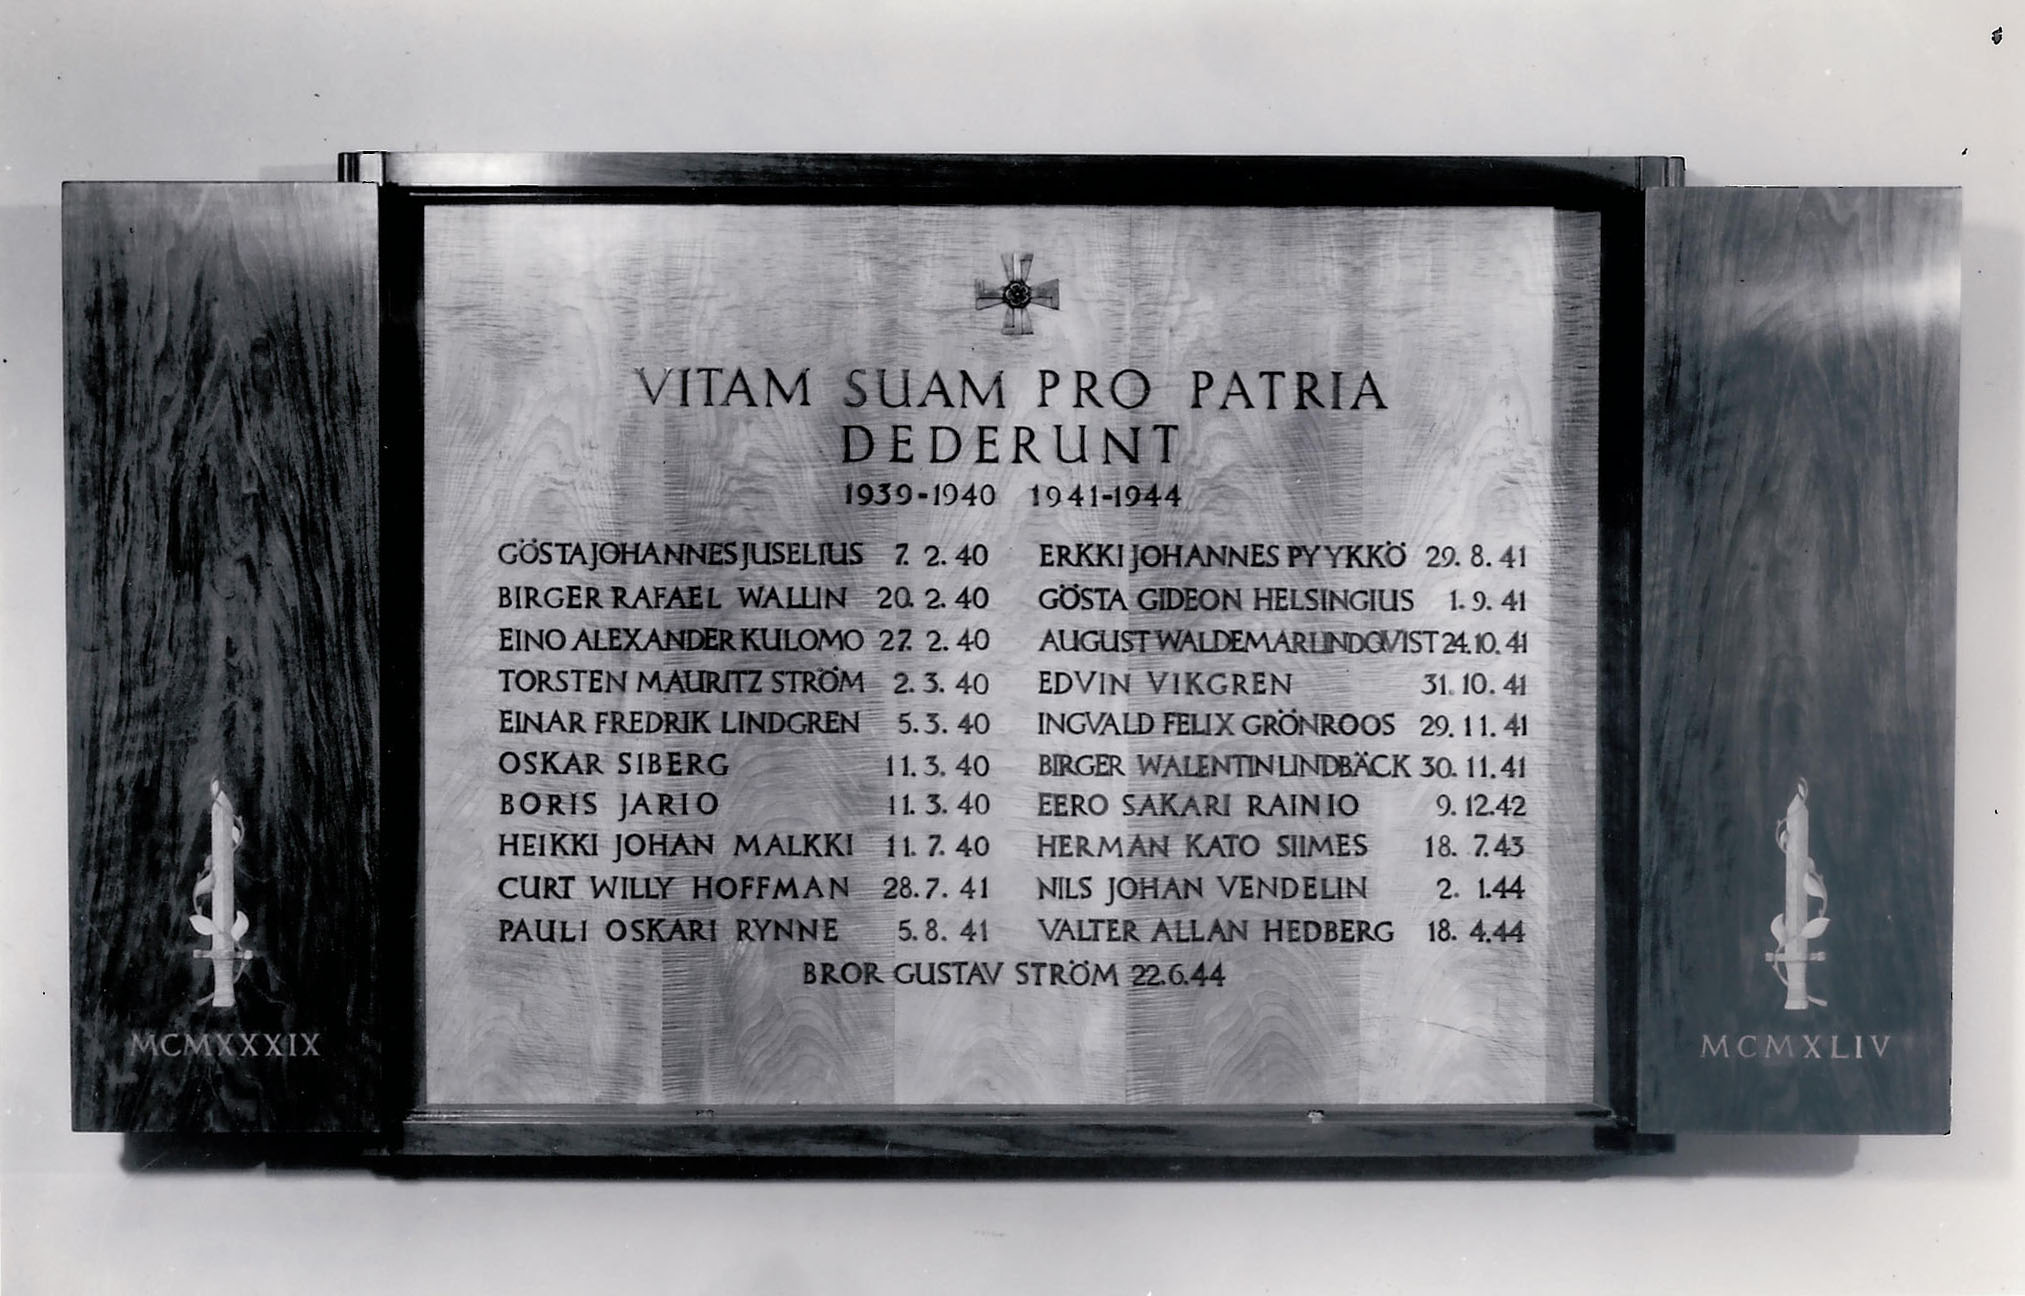 VITAM SUAM PRO PATRIA
DEDERUNT
1939-1940 1941-1944
GÖSTA JOHANNES JUSELIUS 7. 2. 40
BIRGER RAFAEL WALLIN 20. 2. 40
EINO ALEXANDER KULOMO 27. 2. 40
TORSTEN MAURITZ STRÖM 2. 3. 40
EINAR FREDRIK LINDGREN 5. 3. 40
OSKAR SIBERG 11. 3. 40
BORIS JARIO 11. 3. 40
HEIKKI JOHAN MALKKI 11. 7. 40
CURT WILLY HOFFMAN 28. 7. 41
PAULI OSKARI RYNNE 5. 8. 41
ERKKI JOHANNES PYYKKÖ 29. 8. 41
GÖSTA GIDEON HELSINGIUS 1. 9. 41
AUGUST WALDEMAR LINDQVIST 24. 10. 41
EDVIN VIKGREN 31. 10. 41
INGVALD FELIX GRÖNROOS 29. 11. 41
BIRGER WALENTIN LINDBÄCK 30. 11. 41
EERO SAKARI RAINIO 9. 12. 42
HERMAN KATO SIIMES 18. 7. 43
NILS JOHAN VENDELIN 2. 1. 44
VALTER ALLAN HEDBERG 18. 4. 44
BROR GUSTAV STRÖM 22. 6. 44
MCMXXXIX
MCMXLIV